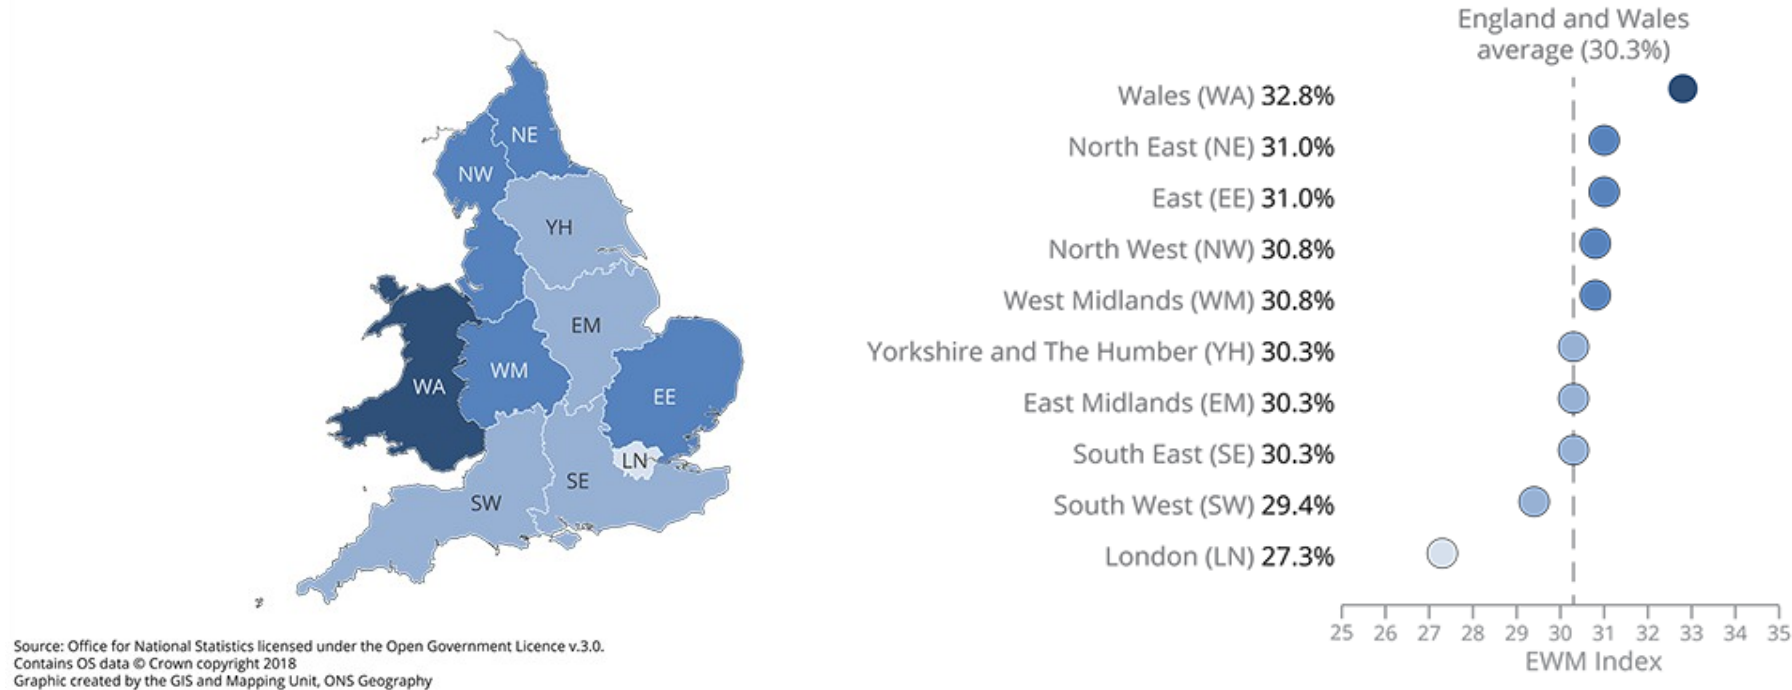 NE
NW
YH
EM
WM
WA
EE
LN
SE
SW
Source: Office for National Statistics licensed under the Open Government Licence v.3.0.
Contains OS data © Crown copyright 2018
Graphic created by the GIS and Mapping Unit, ONS Geography
England and Wales
average (30.3%)
Wales (WA) 32.8%
North East (NE) 31.0%
East (EE) 31.0%
North West (NW) 30.8%
West Midlands (WM) 30.8%
Yorkshire and The Humber (YH) 30.3%
East Midlands (EM) 30.3%
South East (SE) 30.3%
South West (SW) 29.4%
London (LN) 27.3%
25 26 27 28 29 30 31 32 33 34 35
EWM Index